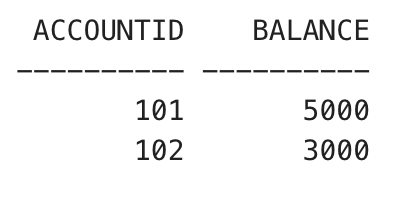 ACCOUNTID BALANCE
---------- ----------
101 5000
102 3000